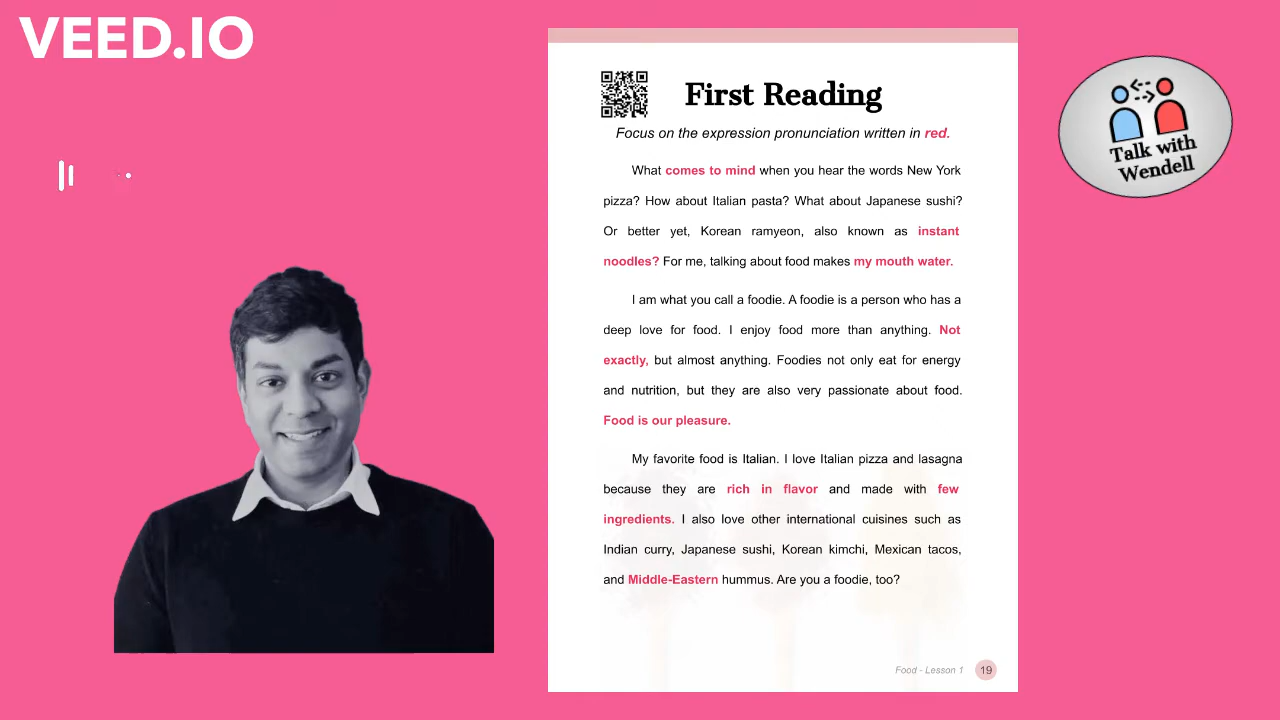 VEED.IO
First Reading
Focus on the expression pronunciation written in red.
What comes to mind when you hear the words New York
pizza? How about Italian pasta? What about Japanese sushi?
Or better yet, Korean ramyeon, also known as instant
noodles? For me, talking about food makes my mouth water.
I am what you call a foodie. A foodie is a person who has a
deep love for food. I enjoy food more than anything. Not
exactly, but almost anything. Foodies not only eat for energy
and nutrition, but they are also very passionate about food.
Food is our pleasure.
My favorite food is Italian. I love Italian pizza and lasagna
because they are rich in flavor and made with few
ingredients. I also love other international cuisines such as
Indian curry, Japanese sushi, Korean kimchi, Mexican tacos,
and Middle-Eastern hummus. Are you a foodie, too?
Food - Lesson 1 19
Talk with
Wendell